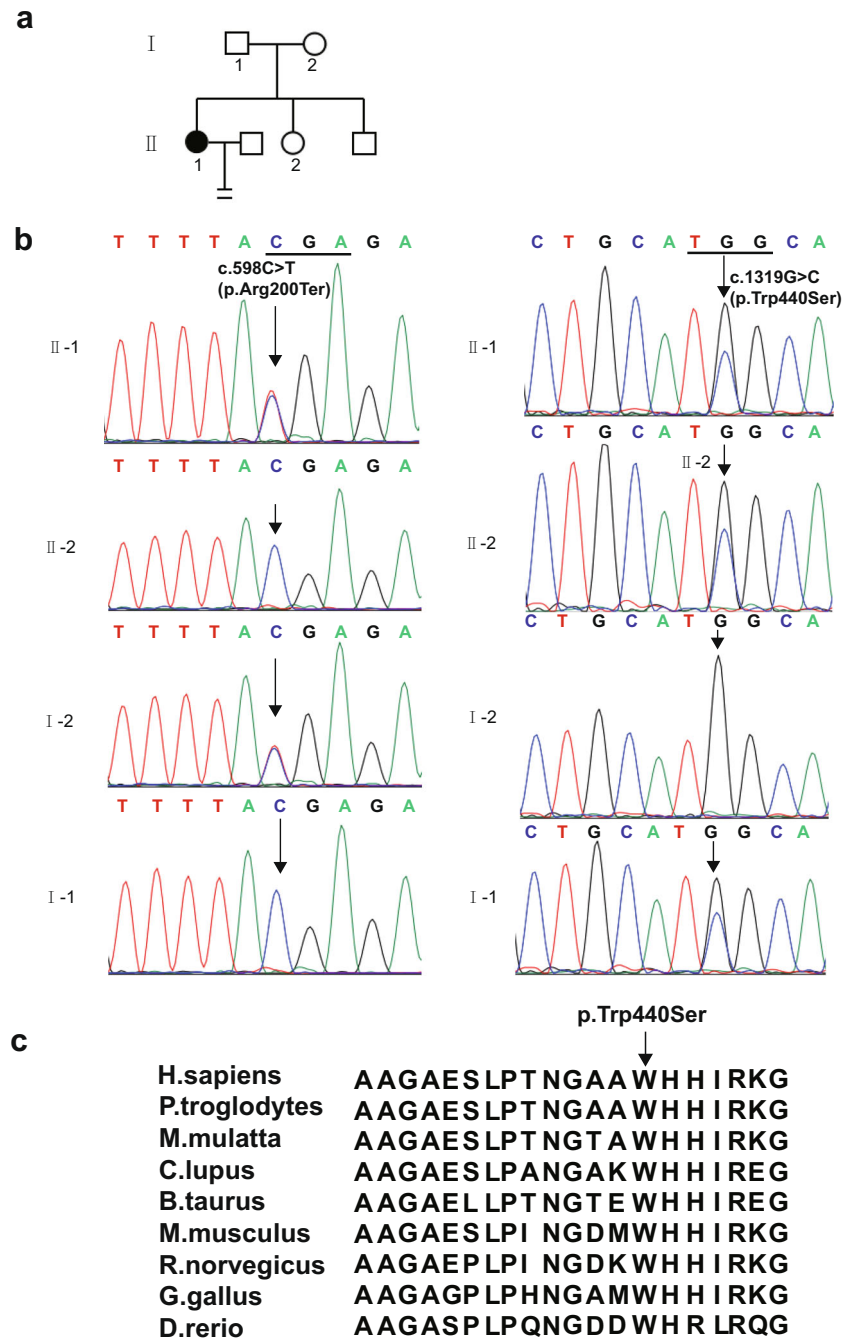 a
I
1 2
II
1 2
b
T T T T A C G A G A
c.598C>T
(p.Arg200Ter)
II-1
T T T T A C G A G A
II-2
T T T T A C G A G A
I-2
T T T T A C G A G A
I-1
C T G C A T G G C A
c.1319G>C
(p.Trp440Ser)
II-1
C T G C A T G G C A
II-2
II-2
C T G C A T G G C A
I-2
C T G C A T G G C A
I-1
c
p.Trp440Ser
H.sapiens AAGAESLPTNGAAWHHIRKG
P.troglodytes AAGAESLPTNGAAWHHIRKG
M.mulatta AAGAESLPTNGTAWHHIRKG
C.lupus AAGAESLPANGAKWHHIREG
B.taurus AAGAELLPTNGTEWHHIREG
M.musculus AAGAESLPINGDMWHHIRKG
R.norvegicus AAGAEPLPINGDKWHHIRKG
G.gallus AAGAGPLPHNGAMWHHIRKG
D.rerio AAGASPLPQNGDDWHRLRQG